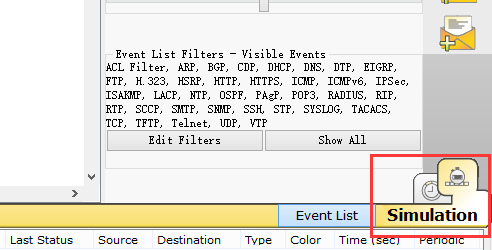 Event List Filters - Visible Events
ACL Filter, ARP, BGP, CDP, DHCP, DNS, DTP, EIGRP,
FTP, H.323, HSRP, HTTP, HTTPS, ICMP, ICMPv6, IPSec,
ISAKMP, LACP, NTP, OSPF, PAgP, POP3, RADIUS, RIP,
RTP, SCCP, SMTP, SNMP, SSH, STP, SYSLOG, TACACS,
TCP, TFTP, Telnet, UDP, VTP
Edit Filters Show All
Event List Simulation
Last Status Source Destination Type Color Time (sec) Periodic